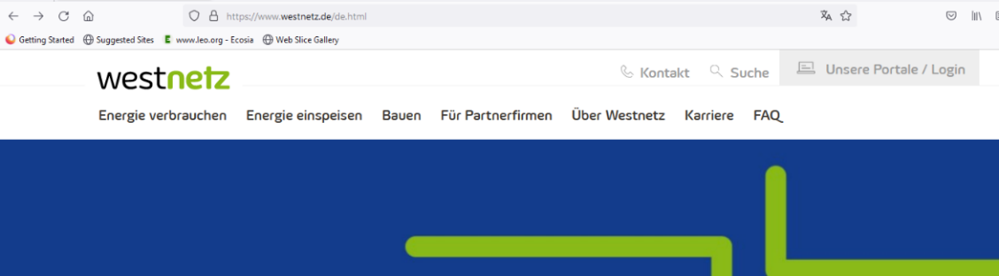 https://www.westnetz.de/de.html
Getting Started Suggested Sites www.leo.org - Ecosia Web Slice Gallery
westnetz
Kontakt Suche Unsere Portale / Login
Energie verbrauchen Energie einspeisen Bauen Für Partnerfirmen Über Westnetz Karriere FAQ